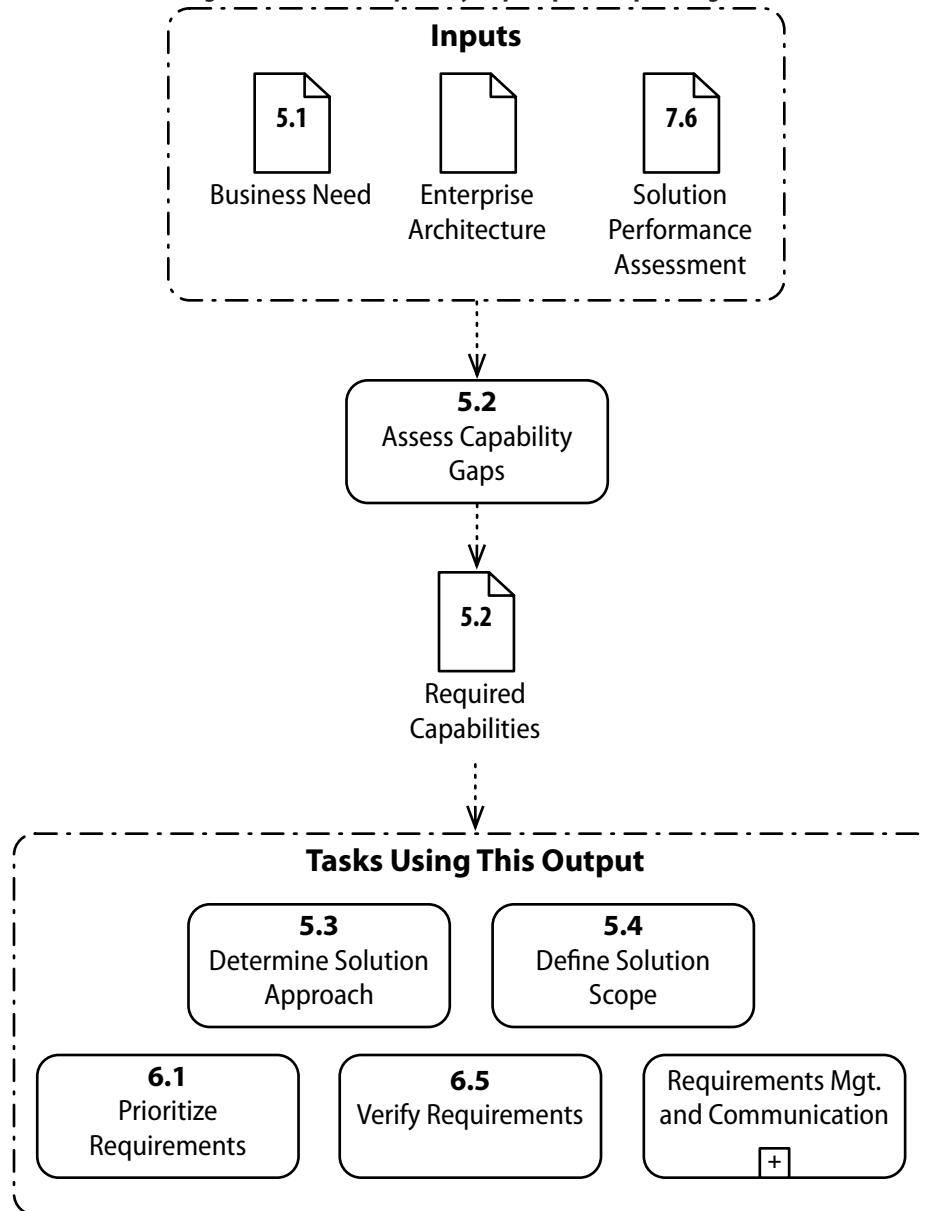 Inputs
5.1
7.6
Business Need
Enterprise
Architecture
Solution
Performance
Assessment
5.2
Assess Capability
Gaps
5.2
Required
Capabilities
Tasks Using This Output
5.3
Determine Solution
Approach
5.4
Define Solution
Scope
6.1
Prioritize
Requirements
6.5
Verify Requirements
Requirements Mgt.
and Communication
+